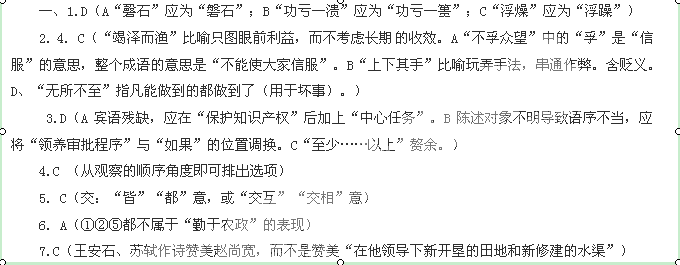 一、1.D（A“磬石”应为“磐石”；B“功亏一溃”应为“功亏一篑”；C“浮燥”应为“浮躁”）
2. 4. C（“竭泽而渔”比喻只图眼前利益，而不考虑长期 的收效。A“不孚众望”中的“孚”是“信
服”的意思，整个成语的意思是“不能使大家信服”。B“上下其手”比喻玩弄手法，串通作弊。含贬义。
D、“无所不至”指凡能做到的都做到了（用于坏事）。）
3. D（A 宾语残缺，应在“保护知识产权”后加上“中心任务”。B 陈述对象不明导致语序不当，应
将“领养审批程序”与“如果”的位置调换。C“至少……以上”赘余。）
4.C （从观察的顺序角度即可排出选项）
5. C（交：“皆”“都”意，或“交互”“交相”意）
6. A（①②⑤都不属于“勤于农政”的表现）
7.C（王安石、苏轼作诗赞美赵尚宽，而不是赞美“在他领导下新开垦的田地和新修建的水渠”）